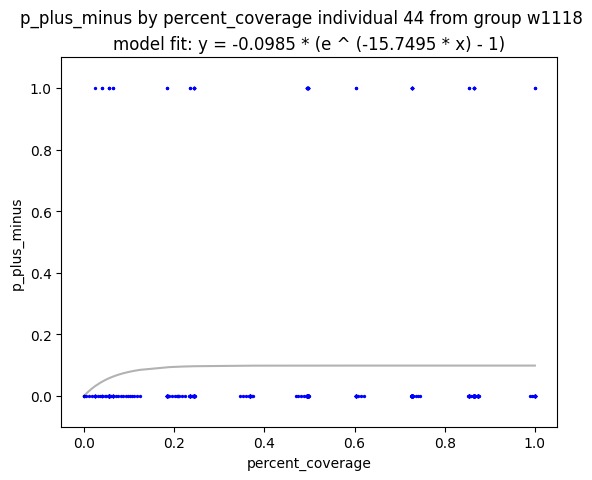 p_plus_minus by percent_coverage individual 44 from group w1118
model fit: y = -0.0985 * (e ^ (-15.7495 * x) - 1)
1.0
0.8
0.6
0.4
0.2
0.0
p_plus_minus
0.0 0.2 0.4 0.6 0.8 1.0
percent_coverage